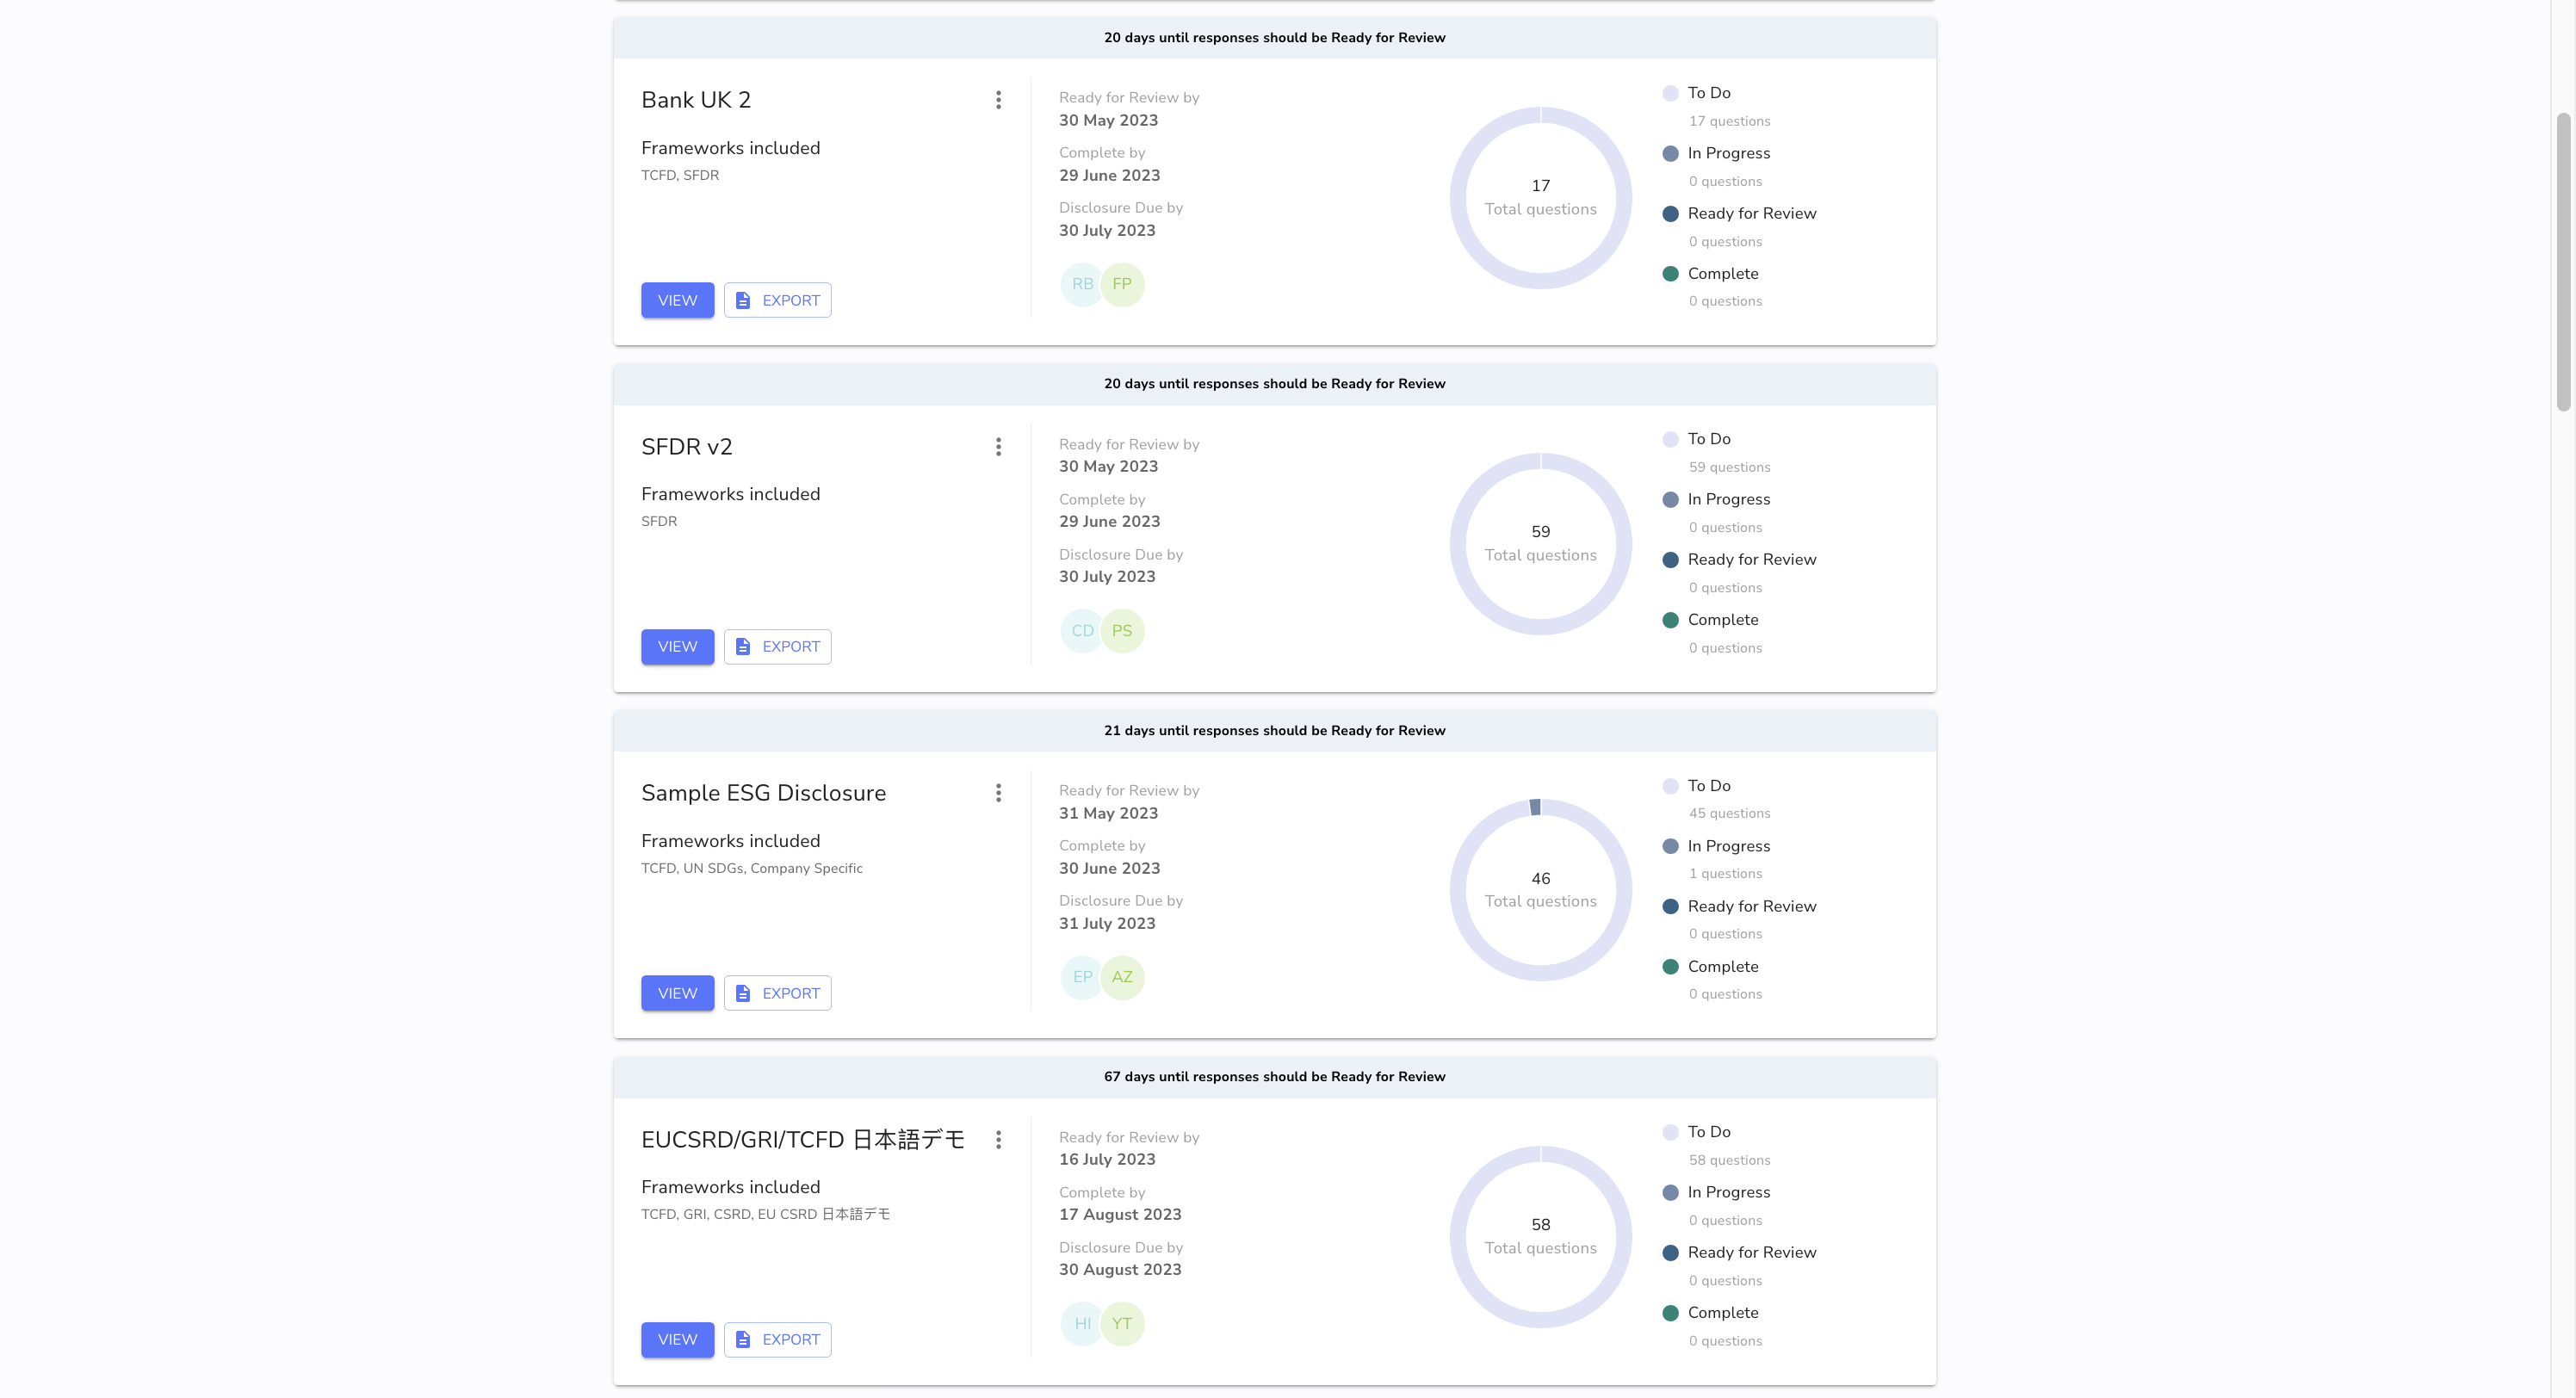 20 days until responses should be Ready for Review
Bank UK 2
Frameworks included
TCFD, SFDR
VIEW
EXPORT
Ready for Review by
30 May 2023
Complete by
29 June 2023
Disclosure Due by
30 July 2023
RB
FP
17
Total questions
To Do
17 questions
In Progress
0 questions
Ready for Review
0 questions
Complete
0 questions
20 days until responses should be Ready for Review
SFDR v2
Frameworks included
SFDR
VIEW
EXPORT
Ready for Review by
30 May 2023
Complete by
29 June 2023
Disclosure Due by
30 July 2023
CD
PS
59
Total questions
To Do
59 questions
In Progress
0 questions
Ready for Review
0 questions
Complete
0 questions
21 days until responses should be Ready for Review
Sample ESG Disclosure
Frameworks included
TCFD, UN SDGs, Company Specific
VIEW
EXPORT
Ready for Review by
31 May 2023
Complete by
30 June 2023
Disclosure Due by
31 July 2023
EP
AZ
46
Total questions
To Do
45 questions
In Progress
1 questions
Ready for Review
0 questions
Complete
0 questions
67 days until responses should be Ready for Review
EUCSRD/GRI/TCFD 日本語デモ
Frameworks included
TCFD, GRI, CSRD, EU CSRD 日本語デモ
VIEW
EXPORT
Ready for Review by
16 July 2023
Complete by
17 August 2023
Disclosure Due by
30 August 2023
HI
YT
58
Total questions
To Do
58 questions
In Progress
0 questions
Ready for Review
0 questions
Complete
0 questions